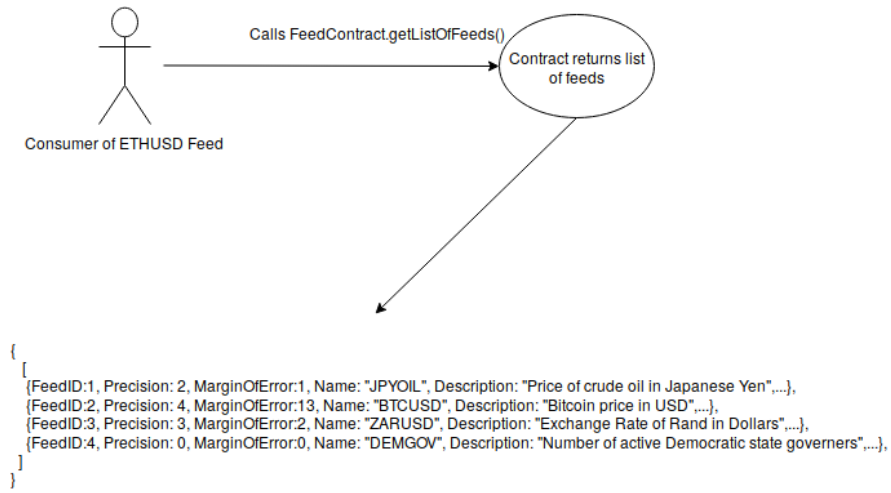 Calls FeedContract.getListOfFeeds()
Contract returns list
of feeds
Consumer of ETHUSD Feed
{
[
{FeedID:1, Precision: 2, MarginOfError:1, Name: "JPYOIL", Description: "Price of crude oil in Japanese Yen",...},
{FeedID:2, Precision: 4, MarginOfError:13, Name: "BTCUSD", Description: "Bitcoin price in USD",...},
{FeedID:3, Precision: 3, MarginOfError:2, Name: "ZARUSD", Description: "Exchange Rate of Rand in Dollars",...},
{FeedID:4, Precision: 0, MarginOfError:0, Name: "DEMGOV", Description: "Number of active Democratic state governers",...},
]
}